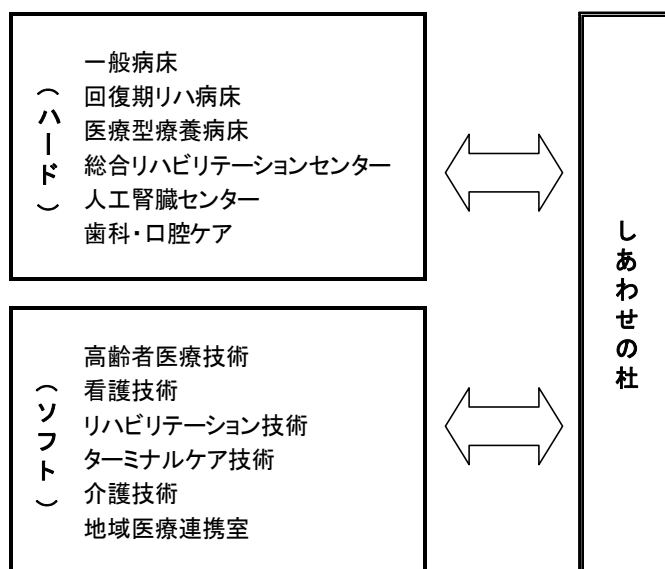 (ハード)
一般病床
回復期リハ病床
医療型療養病床
総合リハビリテーションセンター
人工腎臓センター
歯科・口腔ケア
(ソフト)
高齢者医療技術
看護技術
リハビリテーション技術
ターミナルケア技術
介護技術
地域医療連携室
しあわせの杜